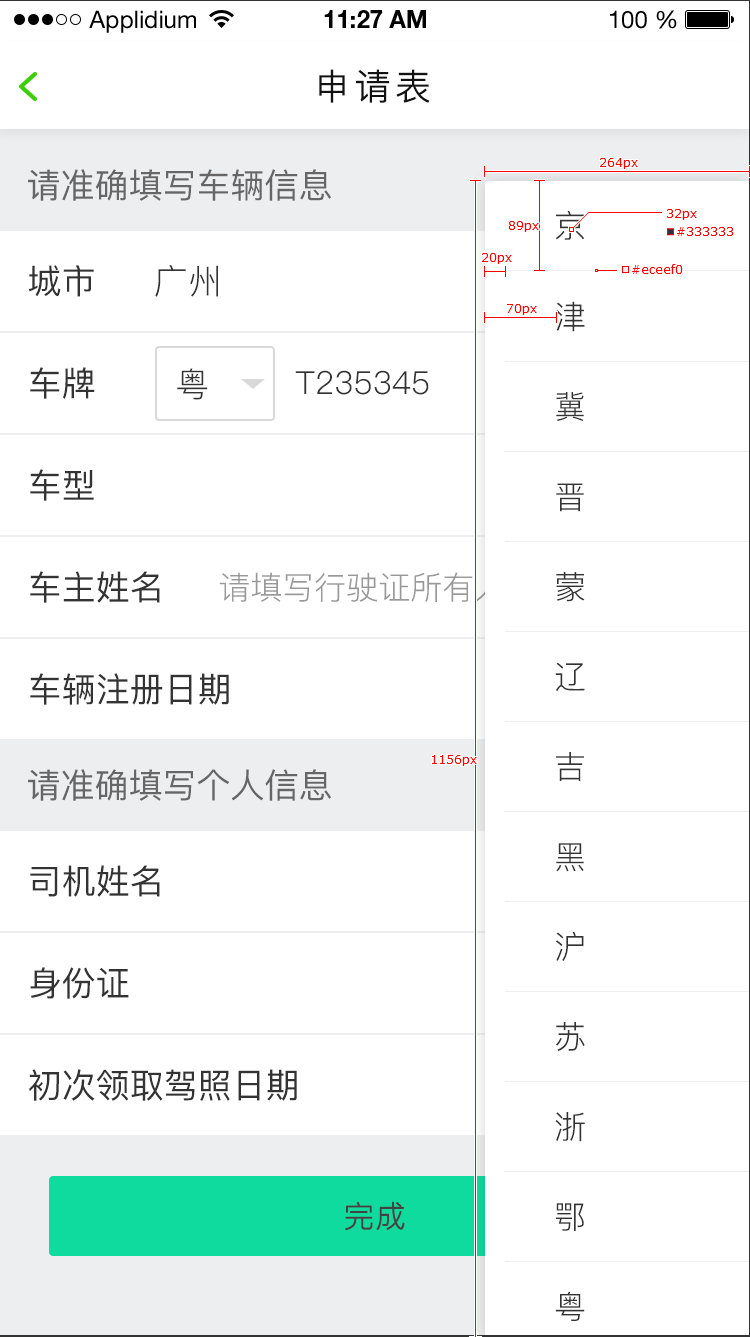 Applidium 11:27 AM 100 %
申请表
264px
请准确填写车辆信息
89px
京
32px
#333333
20px
#eceef0
城市 广州
70px
津
车牌 粤 T235345
冀
车型
晋
车主姓名 请填写行驶证所有
蒙
车辆注册日期
辽
1156px
吉
请准确填写个人信息
黑
司机姓名
沪
身份证
苏
初次领取驾照日期
浙
完成
鄂
粤